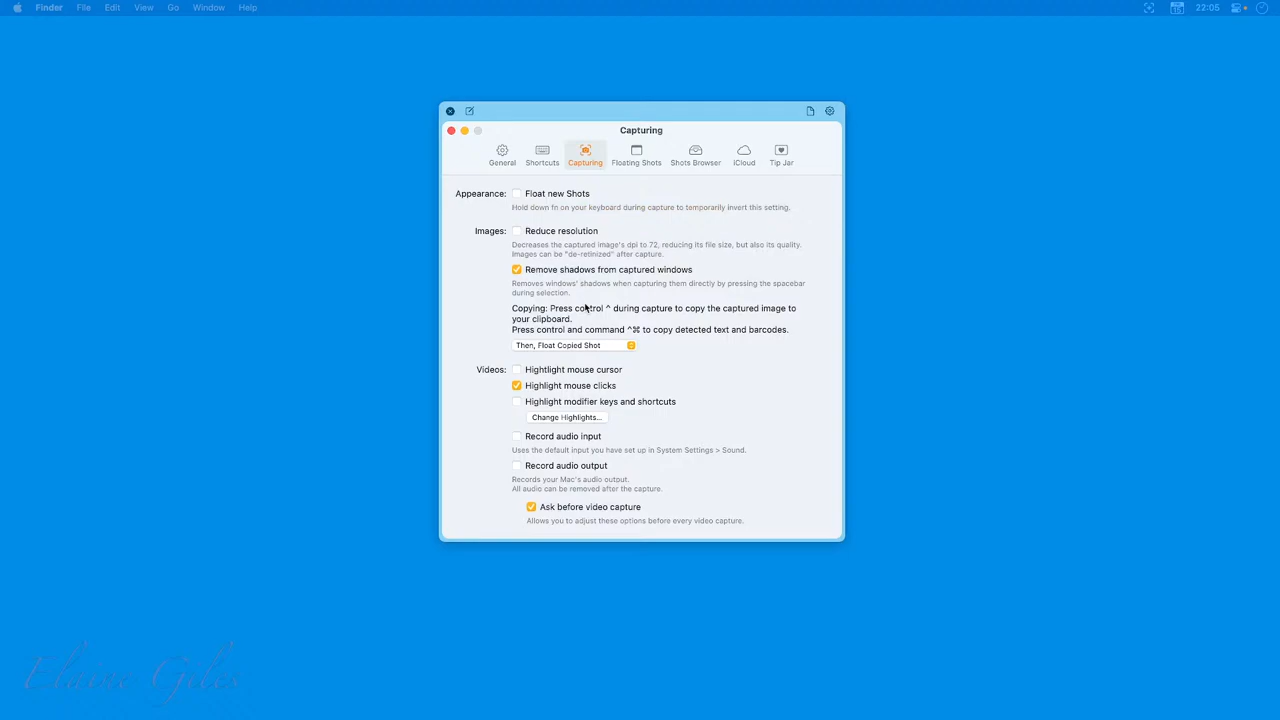 Finder File Edit View Go Window Help 22:05
Capturing
General Shortcuts Capturing Floating Shots Shots Browser iCloud Tip Jar
Appearance: Float new Shots
Hold down fn on your keyboard during capture to temporarily invert this setting.
Images: Reduce resolution
Decreases the captured image's dpi to 72, reducing its file size, but also its quality.
Images can be "de-retinized" after capture.
Remove shadows from captured windows
Removes windows' shadows when capturing them directly by pressing the spacebar
during selection.
Copying: Press control ^ during capture to copy the captured image to
your clipboard.
Press control and command ^⌘ to copy detected text and barcodes.
Then, Float Copied Shot
Videos: Hightlight mouse cursor
Highlight mouse clicks
Highlight modifier keys and shortcuts
Change Highlights...
Record audio input
Uses the default input you have set up in System Settings > Sound.
Record audio output
Records your Mac's audio output.
All audio can be removed after the capture.
Ask before video capture
Allows you to adjust these options before every video capture.
Elaine Giles